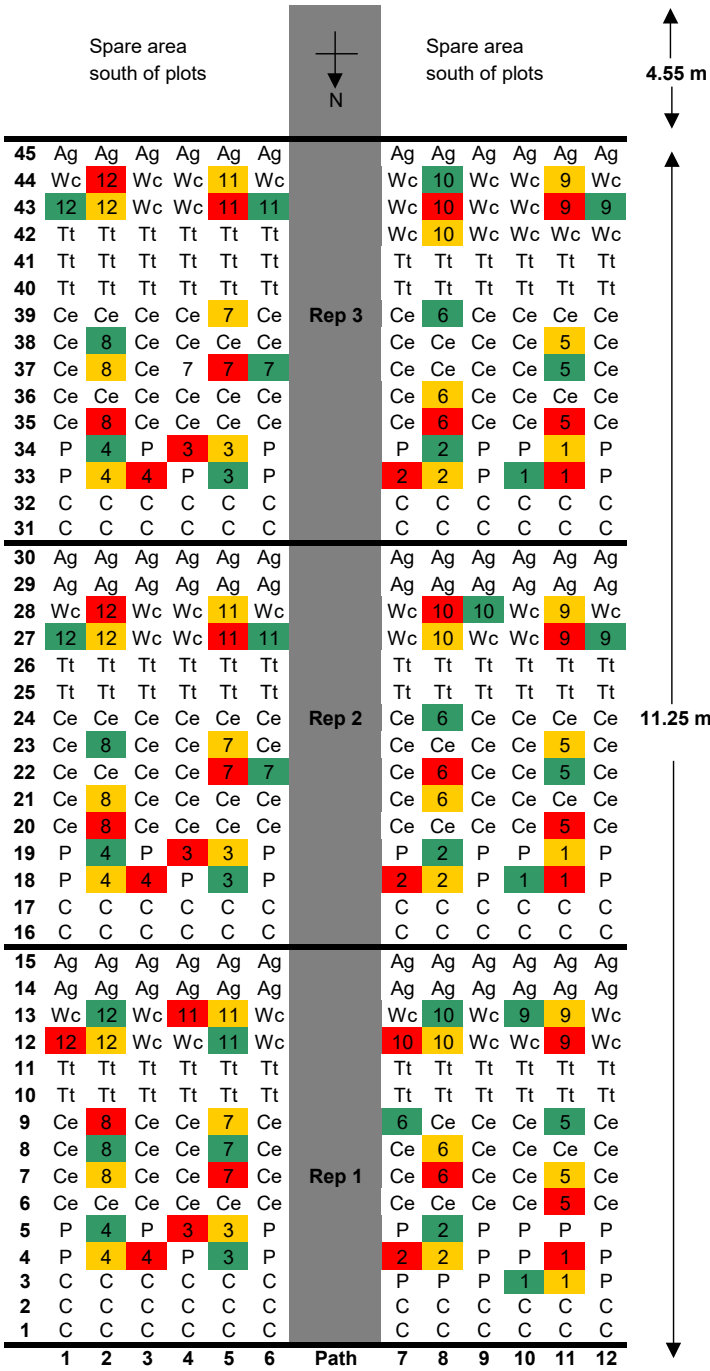 Spare area Spare area
south of plots south of plots 4.55 m
N
45 Ag Ag Ag Ag Ag Ag Ag Ag Ag Ag Ag Ag
44 Wc 12 Wc Wc 11 Wc Wc 10 Wc Wc 9 Wc
43 12 12 Wc Wc 11 11 Wc 10 Wc Wc 9 9
42 Tt Tt Tt Tt Tt Tt Wc 10 Wc Wc Wc Wc
41 Tt Tt Tt Tt Tt Tt Tt Tt Tt Tt Tt Tt
40 Tt Tt Tt Tt Tt Tt Tt Tt Tt Tt Tt Tt
39 Ce Ce Ce Ce 7 Ce Rep 3 Ce 6 Ce Ce Ce Ce
38 Ce 8 Ce Ce Ce Ce Ce Ce Ce Ce 5 Ce
37 Ce 8 Ce 7 7 7 Ce Ce Ce Ce 5 Ce
36 Ce Ce Ce Ce Ce Ce Ce 6 Ce Ce Ce Ce
35 Ce 8 Ce Ce Ce Ce Ce 6 Ce Ce 5 Ce
34 P 4 P 3 3 P P 2 P P 1 P
33 P 4 4 P 3 P 2 2 P 1 1 P
32 C C C C C C C C C C C C
31 C C C C C C C C C C C C
30 Ag Ag Ag Ag Ag Ag Ag Ag Ag Ag Ag Ag
29 Ag Ag Ag Ag Ag Ag Ag Ag Ag Ag Ag Ag
28 Wc 12 Wc Wc 11 Wc Wc 10 10 Wc 9 Wc
27 12 12 Wc Wc 11 11 Wc 10 Wc Wc 9 9
26 Tt Tt Tt Tt Tt Tt Tt Tt Tt Tt Tt Tt
25 Tt Tt Tt Tt Tt Tt Tt Tt Tt Tt Tt Tt
24 Ce Ce Ce Ce Ce Ce Rep 2 Ce 6 Ce Ce Ce Ce 11.25 m
23 Ce 8 Ce Ce 7 Ce Ce Ce Ce Ce 5 Ce
22 Ce Ce Ce Ce 7 7 Ce 6 Ce Ce 5 Ce
21 Ce 8 Ce Ce Ce Ce Ce 6 Ce Ce Ce Ce
20 Ce 8 Ce Ce Ce Ce Ce Ce Ce Ce 5 Ce
19 P 4 P 3 3 P P 2 P P 1 P
18 P 4 4 P 3 P 2 2 P 1 1 P
17 C C C C C C C C C C C C
16 C C C C C C C C C C C C
15 Ag Ag Ag Ag Ag Ag Ag Ag Ag Ag Ag Ag
14 Ag Ag Ag Ag Ag Ag Ag Ag Ag Ag Ag Ag
13 Wc 12 Wc 11 11 Wc Wc 10 Wc 9 9 Wc
12 12 12 Wc Wc 11 Wc 10 10 Wc Wc 9 Wc
11 Tt Tt Tt Tt Tt Tt Tt Tt Tt Tt Tt Tt
10 Tt Tt Tt Tt Tt Tt Tt Tt Tt Tt Tt Tt
9 Ce 8 Ce Ce 7 Ce 6 Ce Ce Ce 5 Ce
8 Ce 8 Ce Ce 7 Ce Ce 6 Ce Ce Ce Ce
7 Ce 8 Ce Ce 7 Ce Rep 1 Ce 6 Ce Ce 5 Ce
6 Ce Ce Ce Ce Ce Ce Ce Ce Ce Ce 5 Ce
5 P 4 P 3 3 P P 2 P P P P
4 P 4 4 P 3 P 2 2 P P 1 P
3 C C C C C C P P P 1 1 P
2 C C C C C C C C C C C C
1 C C C C C C C C C C C C
1 2 3 4 5 6 Path 7 8 9 10 11 12